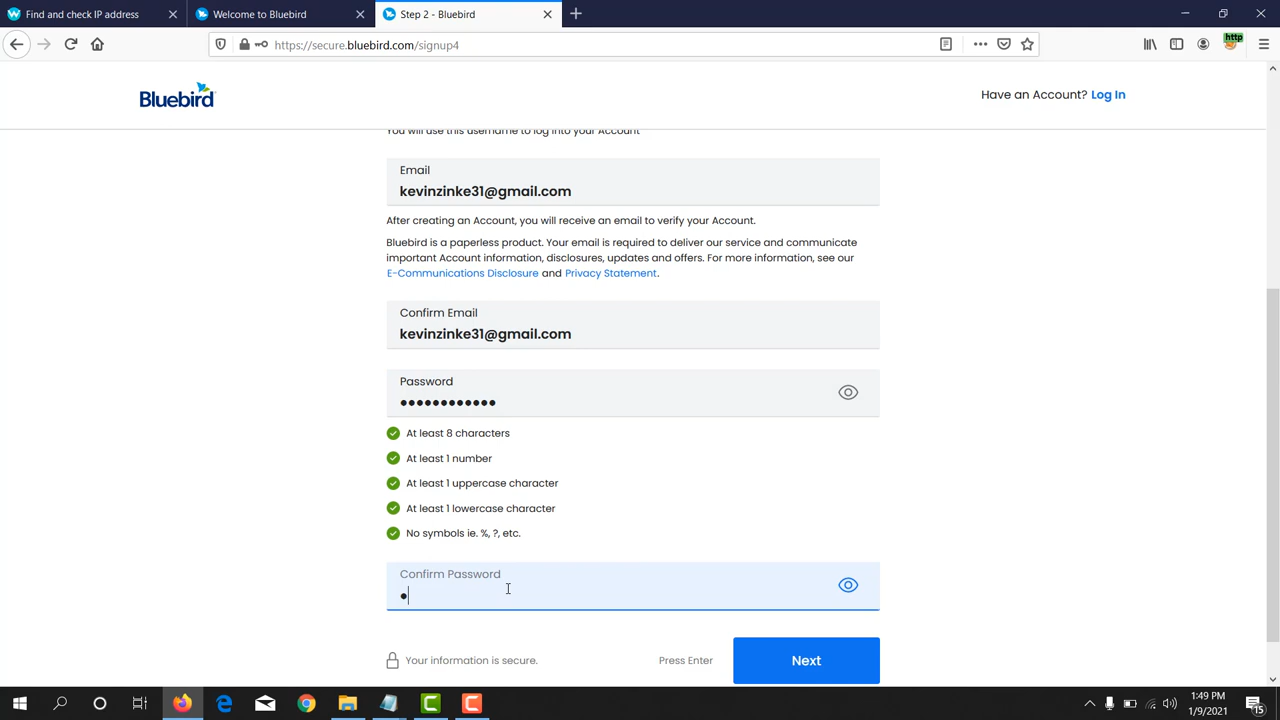 Find and check IP address
Welcome to Bluebird
Step 2 - Bluebird
https://secure.bluebird.com/signup4
http
Bluebird
Have an Account? Log In
You will use this username to log into your Account
Email
kevinzinke31@gmail.com
After creating an Account, you will receive an email to verify your Account.
Bluebird is a paperless product. Your email is required to deliver our service and communicate
important Account information, disclosures, updates and offers. For more information, see our
E-Communications Disclosure and Privacy Statement.
Confirm Email
kevinzinke31@gmail.com
Password
●●●●●●●●●●●●
At least 8 characters
At least 1 number
At least 1 uppercase character
At least 1 lowercase character
No symbols ie. %, ?, etc.
Confirm Password
●
Your information is secure.
Press Enter
Next
1:49 PM
1/9/2021
15